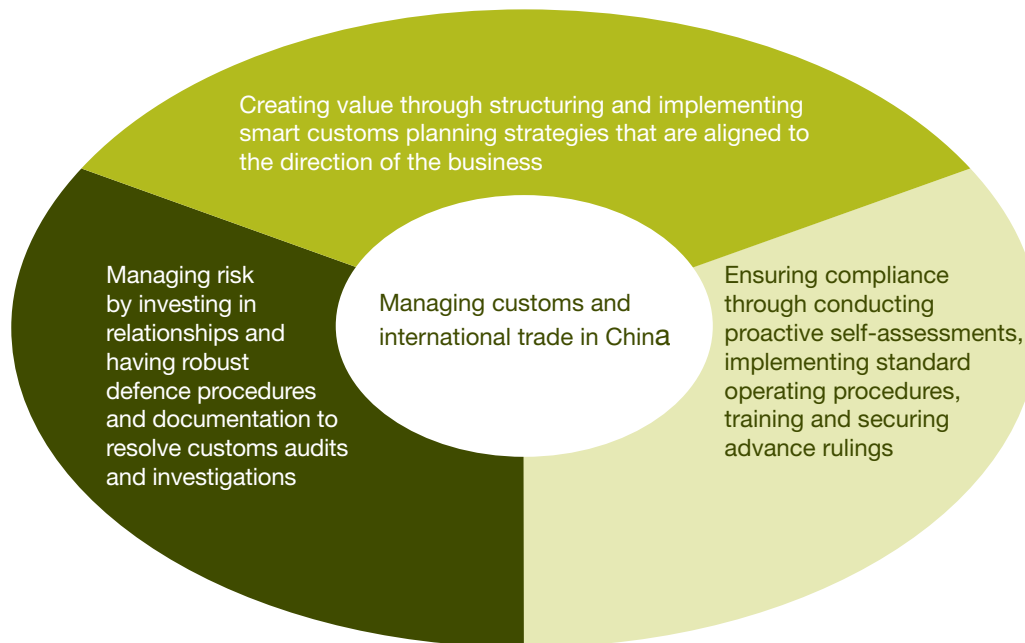 Creating value through structuring and implementing
smart customs planning strategies that are aligned to
the direction of the business
Managing risk
by investing in
relationships and
having robust
defence procedures
and documentation to
resolve customs audits
and investigations
Managing customs and
international trade in China
Ensuring compliance
through conducting
proactive self-assessments,
implementing standard
operating procedures,
training and securing
advance rulings